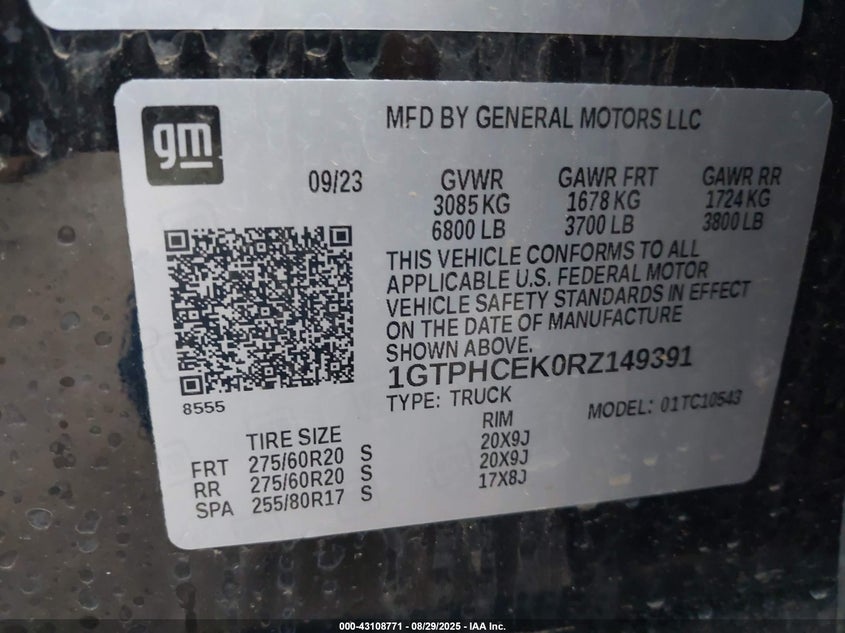 gm
MFD BY GENERAL MOTORS LLC
09/23
GVWR GAWR FRT GAWR RR
3085 KG 1678 KG 1724 KG
6800 LB 3700 LB 3800 LB
THIS VEHICLE CONFORMS TO ALL
APPLICABLE U.S. FEDERAL MOTOR
VEHICLE SAFETY STANDARDS IN EFFECT
ON THE DATE OF MANUFACTURE
SHOWN ABOVE.
1GTPHCEK0RZ149391
8555
TYPE: TRUCK MODEL: 01TC10543
TIRE SIZE RIM
FRT 275/60R20 S 20X9J
RR 275/60R20 S 20X9J
SPA 255/80R17 S 17X8J
000-43108771 - 08/29/2025 - IAA Inc.